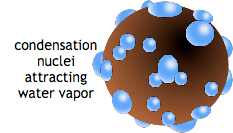 condensation
nuclei
attracting
water vapor